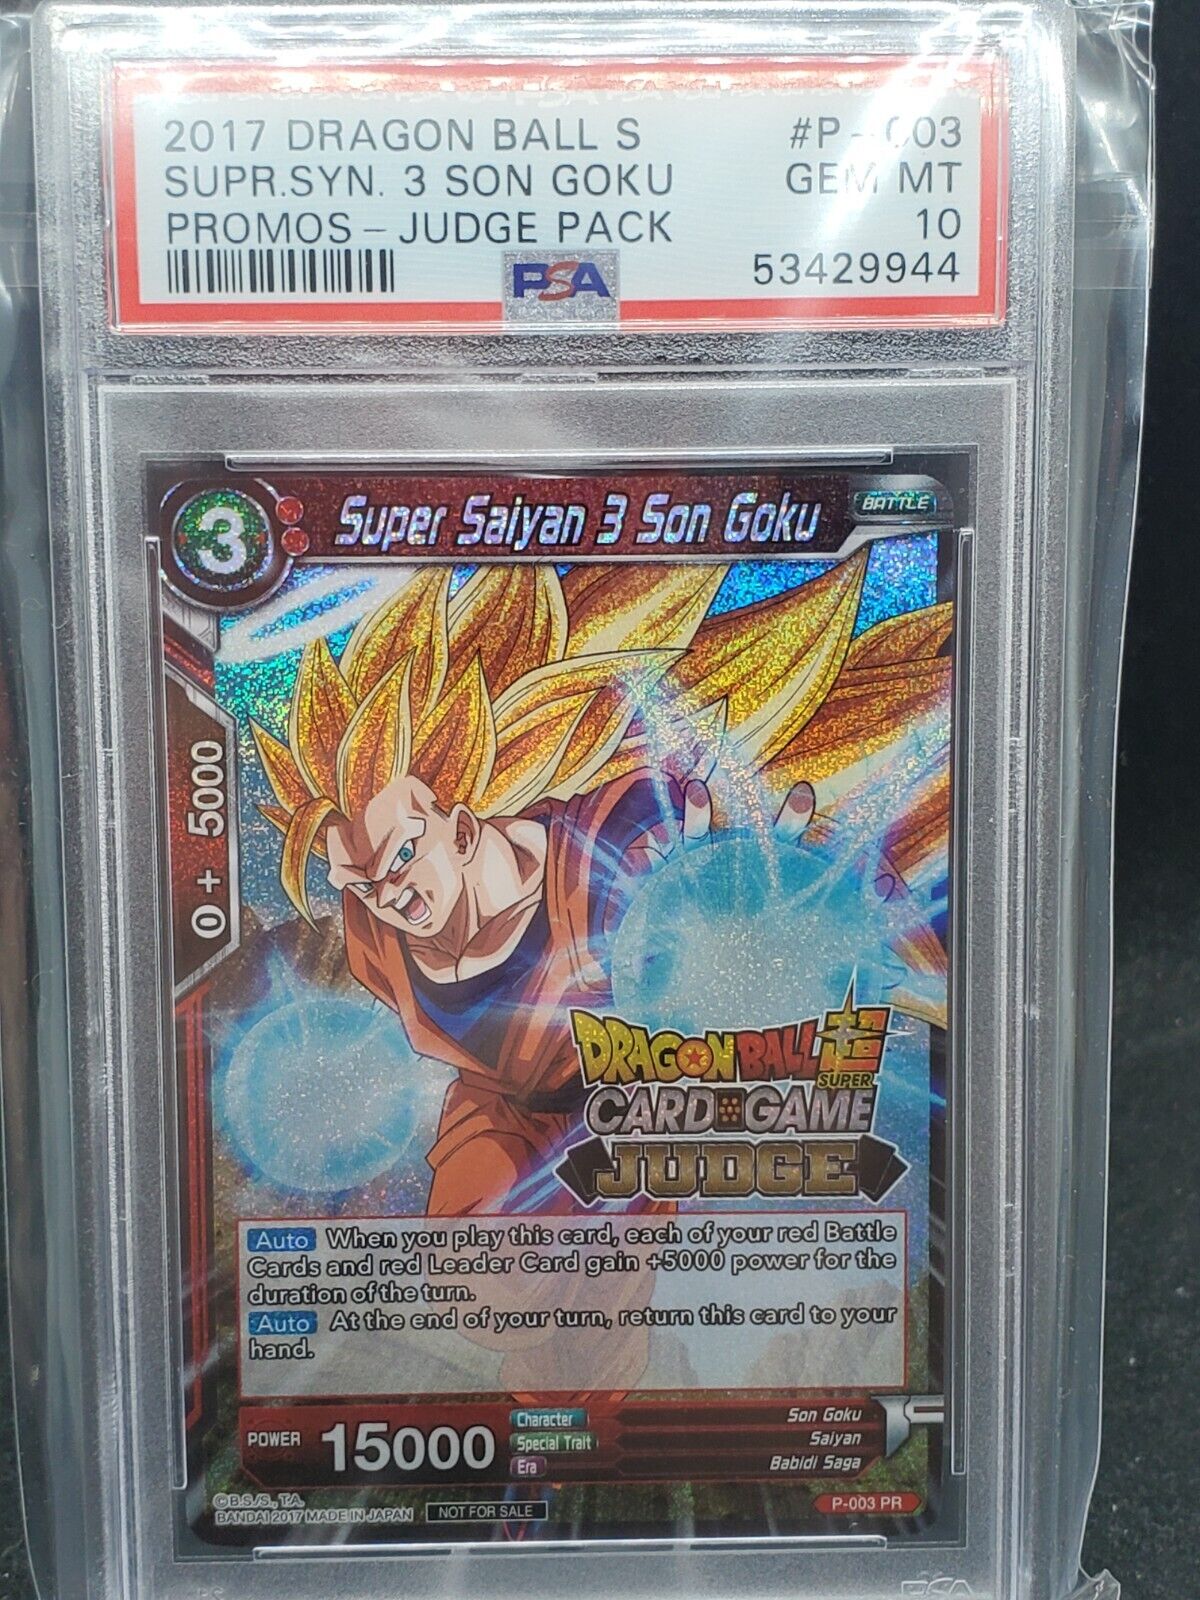 2017 DRAGON BALL S #P-003
SUPR.SYN. 3 SON GOKU GEM MT
PROMOS - JUDGE PACK 10
PSA 53429944
3 Super Saiyan 3 Son Goku BATTLE
0 + 5000
DRAGON BALL 超
SUPER
CARD GAME
JUDGE
Auto When you play this card, each of your red Battle
Cards and red Leader Card gain +5000 power for the
duration of the turn.
Auto At the end of your turn, return this card to your
hand.
POWER 15000
Character Son Goku
Special Trait Saiyan
Era Babidi Saga
©B.S./S., T.A.
BANDAI 2017 MADE IN JAPAN NOT FOR SALE P-003 PR
PSA